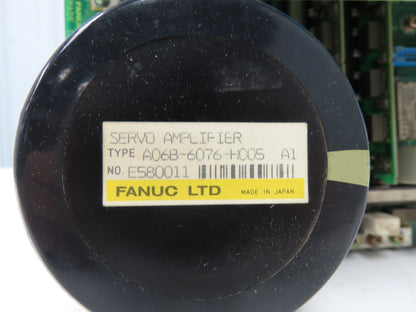 SERVO AMPLIFIER
TYPE A06B-6076-H005 A1
NO. E580011
FANUC LTD MADE IN JAPAN